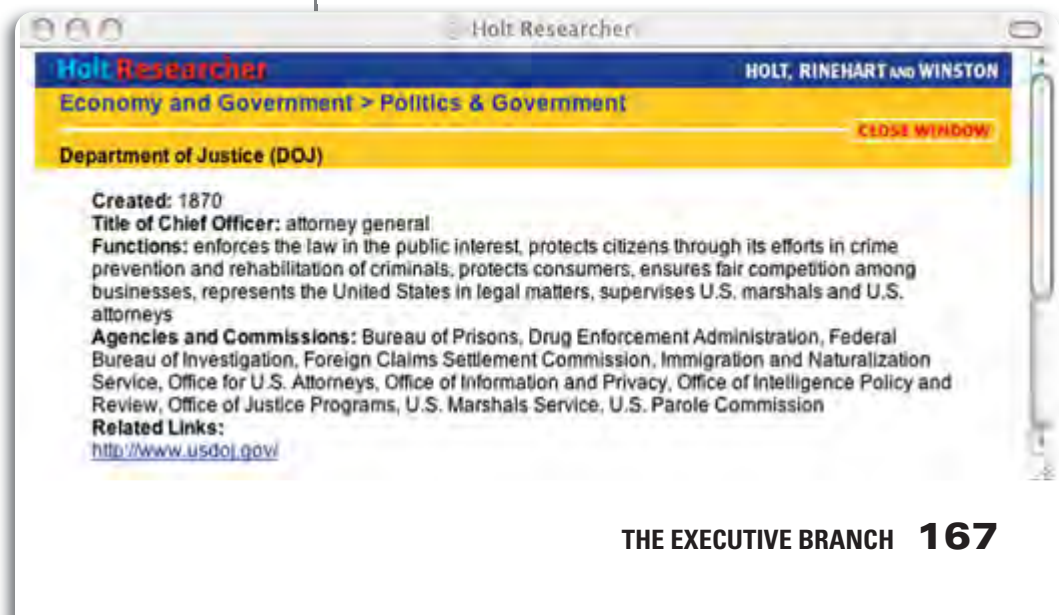 Holt Researcher
Holt Researcher
HOLT, RINEHART AND WINSTON
Economy and Government > Politics & Government
CLOSE WINDOW
Department of Justice (DOJ)
Created: 1870
Title of Chief Officer: attorney general
Functions: enforces the law in the public interest, protects citizens through its efforts in crime
prevention and rehabilitation of criminals, protects consumers, ensures fair competition among
businesses, represents the United States in legal matters, supervises U.S. marshals and U.S.
attorneys
Agencies and Commissions: Bureau of Prisons, Drug Enforcement Administration, Federal
Bureau of Investigation, Foreign Claims Settlement Commission, Immigration and Naturalization
Service, Office for U.S. Attorneys, Office of Information and Privacy, Office of Intelligence Policy and
Review, Office of Justice Programs, U.S. Marshals Service, U.S. Parole Commission
Related Links:
http://www.usdoj.gov/
THE EXECUTIVE BRANCH 167